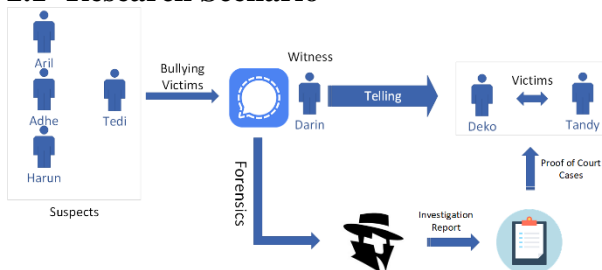 Aril
Adhe
Harun
Tedi
Suspects
Bullying
Victims
Witness
Darin
Telling
Victims
Deko
Tandy
Forensics
Investigation
Report
Proof of Court
Cases